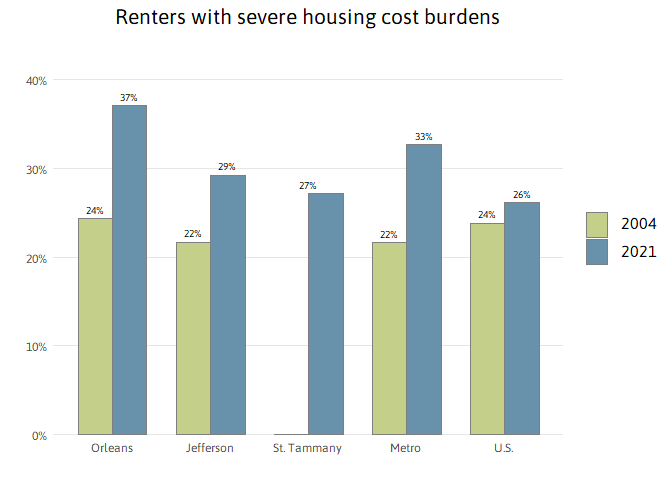 Renters with severe housing cost burdens
40%
30%
20%
10%
0%
24%
37%
22%
29%
27%
22%
33%
24%
26%
Orleans
Jefferson
St. Tammany
Metro
U.S.
2004
2021